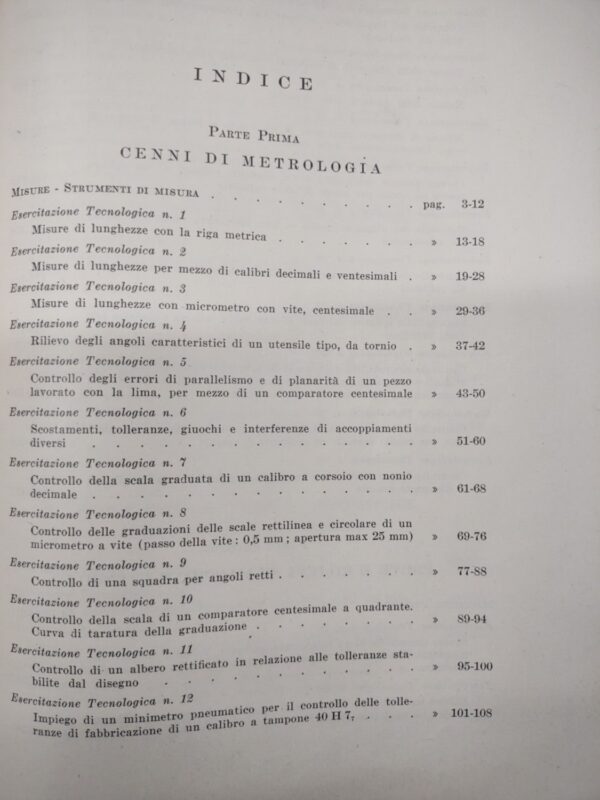 INDICE
PARTE PRIMA
CENNI DI METROLOGIA
MISURE - STRUMENTI DI MISURA . . . . . . . . . . pag. 3-12
Esercitazione Tecnologica n. 1
Misure di lunghezze con la riga metrica . . . . . . . » 13-18
Esercitazione Tecnologica n. 2
Misure di lunghezze per mezzo di calibri decimali e ventesimali . » 19-28
Esercitazione Tecnologica n. 3
Misure di lunghezze con micrometro con vite, centesimale . . » 29-36
Esercitazione Tecnologica n. 4
Rilievo degli angoli caratteristici di un utensile tipo, da tornio . » 37-42
Esercitazione Tecnologica n. 5
Controllo degli errori di parallelismo e di planarità di un pezzo
lavorato con la lima, per mezzo di un comparatore centesimale » 43-50
Esercitazione Tecnologica n. 6
Scostamenti, tolleranze, giuochi e interferenze di accoppiamenti
diversi . . . . . . . . . . . . . » 51-60
Esercitazione Tecnologica n. 7
Controllo della scala graduata di un calibro a corsoio con nonio
decimale . . . . . . . . . . . . . » 61-68
Esercitazione Tecnologica n. 8
Controllo delle graduazioni delle scale rettilinea e circolare di un
micrometro a vite (passo della vite: 0,5 mm; apertura max 25 mm) » 69-76
Esercitazione Tecnologica n. 9
Controllo di una squadra per angoli retti . . . . . . » 77-88
Esercitazione Tecnologica n. 10
Controllo della scala di un comparatore centesimale a quadrante.
Curva di taratura della graduazione . . . . . . . » 89-94
Esercitazione Tecnologica n. 11
Controllo di un albero rettificato in relazione alle tolleranze sta-
bilite dal disegno . . . . . . . . . . » 95-100
Esercitazione Tecnologica n. 12
Impiego di un minimetro pneumatico per il controllo delle tolle-
ranze di fabbricazione di un calibro a tampone 40 H 7, . . . » 101-108